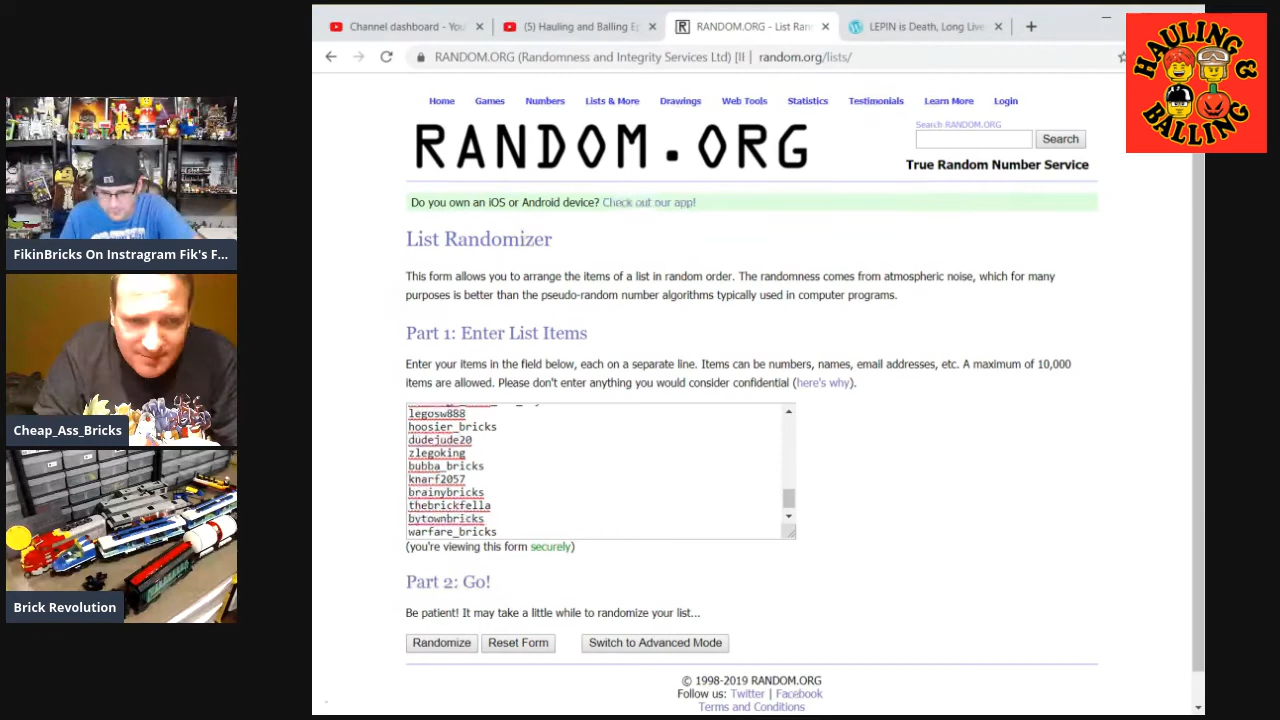 Channel dashboard - You
(5) Hauling and Balling Ep
RANDOM.ORG - List Ran
LEPIN is Death, Long Live
RANDOM.ORG (Randomness and Integrity Services Ltd) [II | random.org/lists/
HAULING &
BALLING
Home Games Numbers Lists & More Drawings Web Tools Statistics Testimonials Learn More Login
RANDOM.ORG
Search RANDOM.ORG
Search
True Random Number Service
Do you own an iOS or Android device? Check out our app!
List Randomizer
This form allows you to arrange the items of a list in random order. The randomness comes from atmospheric noise, which for many
purposes is better than the pseudo-random number algorithms typically used in computer programs.
Part 1: Enter List Items
Enter your items in the field below, each on a separate line. Items can be numbers, names, email addresses, etc. A maximum of 10,000
items are allowed. Please don't enter anything you would consider confidential (here's why).
legosw888
hoosier_bricks
dudejude20
zlegoking
bubba_bricks
knarf2057
brainybricks
thebrickfella
bytownbricks
warfare_bricks
(you're viewing this form securely)
Part 2: Go!
Be patient! It may take a little while to randomize your list...
Randomize Reset Form Switch to Advanced Mode
© 1998-2019 RANDOM.ORG
Follow us: Twitter | Facebook
Terms and Conditions
FikinBricks On Instragram Fik's F...
Cheap_Ass_Bricks
Brick Revolution